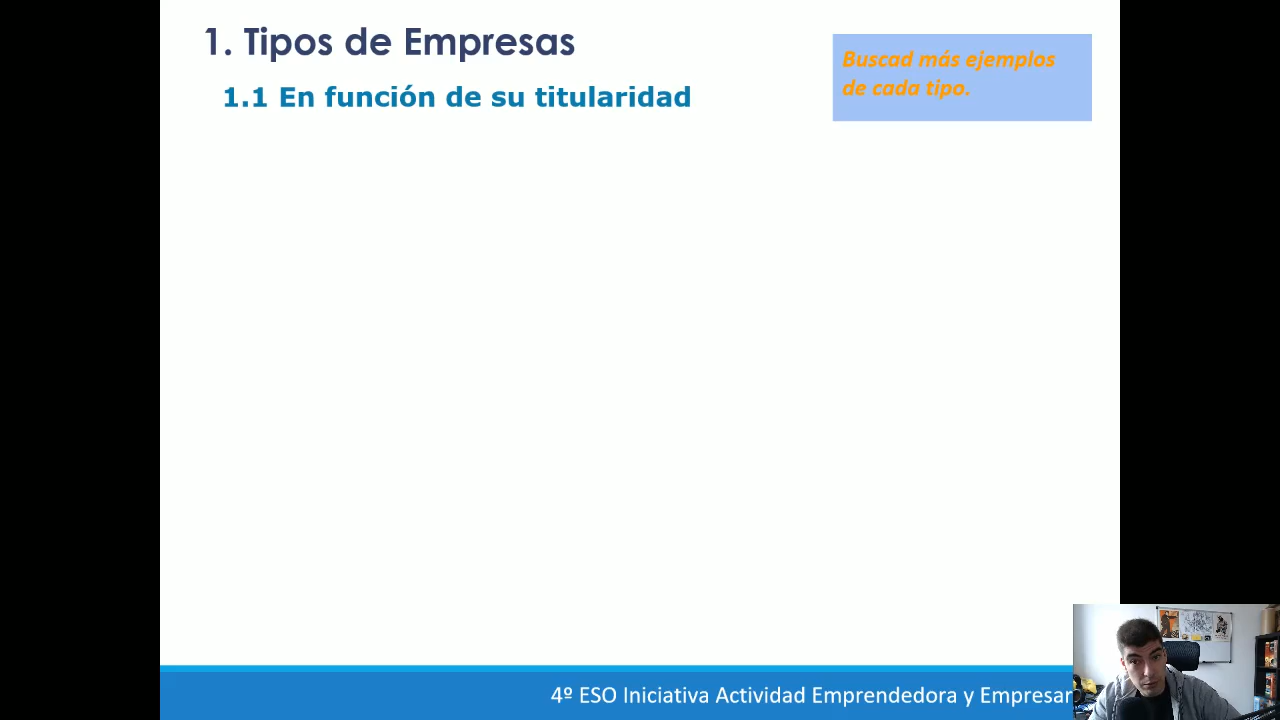 1. Tipos de Empresas
1.1 En función de su titularidad
Buscad más ejemplos
de cada tipo.
4º ESO Iniciativa Actividad Emprendedora y Empresar